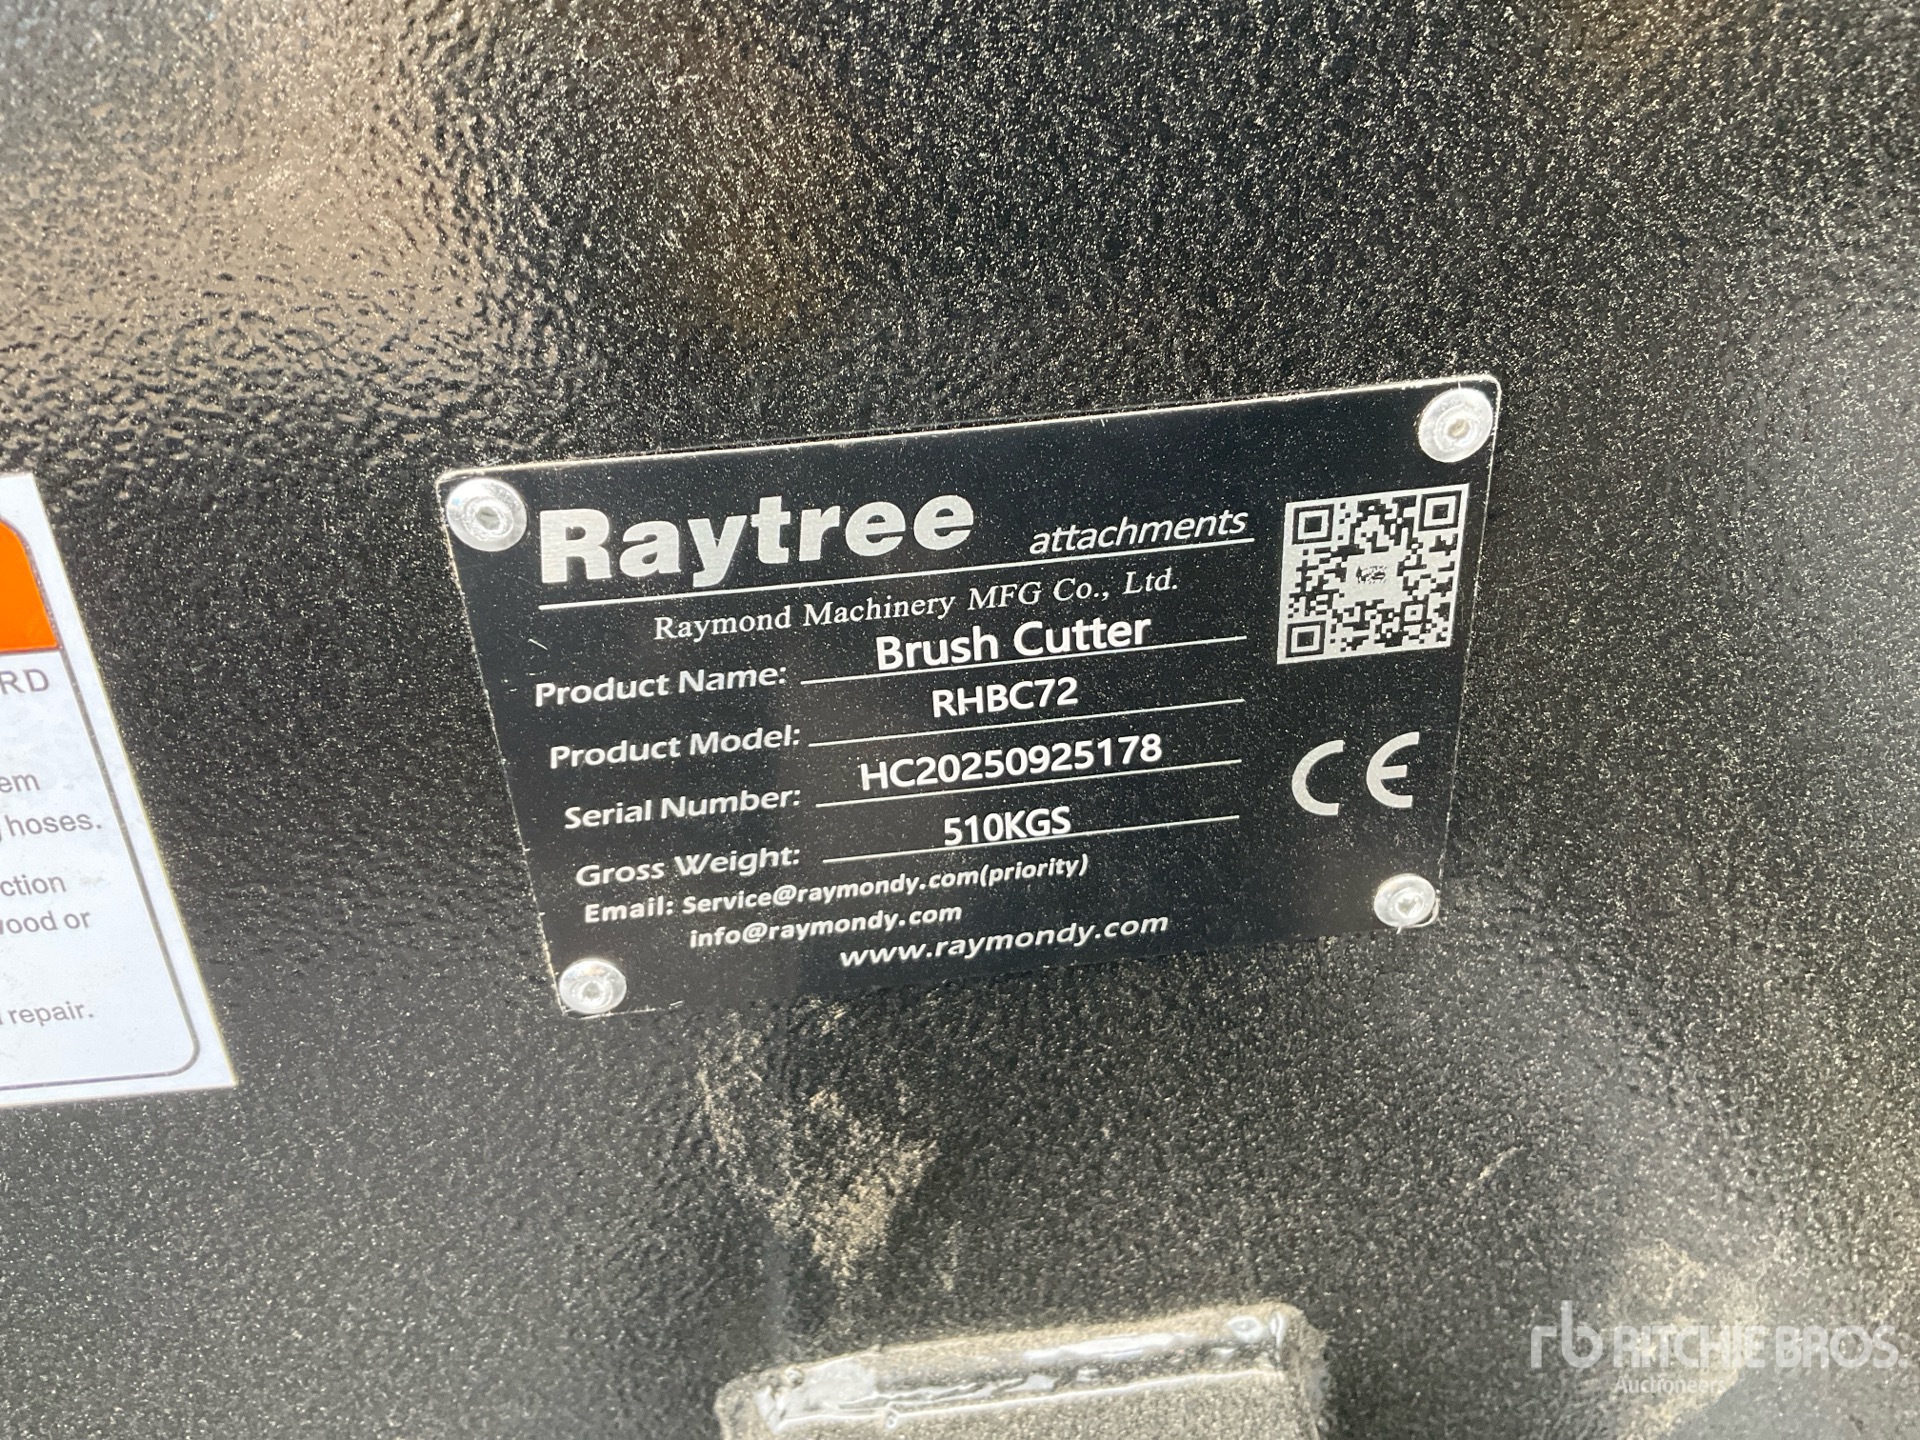 Raytree attachments
Raymond Machinery MFG Co., Ltd.
Product Name: Brush Cutter
Product Model: RHBC72
Serial Number: HC20250925178
Gross Weight: 510KGS
Email: Service@raymondy.com(priority)
info@raymondy.com
www.raymondy.com
CE
RD
em
hoses.
ction
wood or
repair.
rb RITCHIE BROS.
Auctioneers